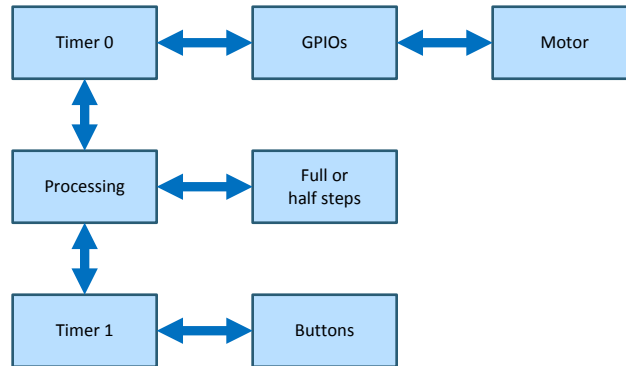 Timer 0
GPIOs
Motor
Processing
Full or
half steps
Timer 1
Buttons